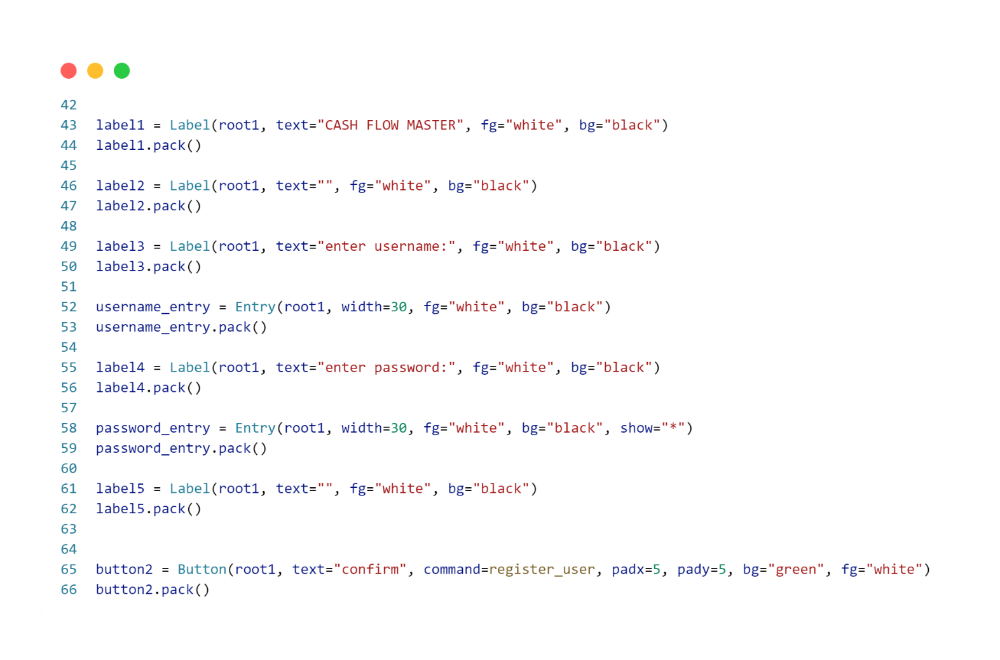 42
43 label1 = Label(root1, text="CASH FLOW MASTER", fg="white", bg="black")
44 label1.pack()
45
46 label2 = Label(root1, text="", fg="white", bg="black")
47 label2.pack()
48
49 label3 = Label(root1, text="enter username:", fg="white", bg="black")
50 label3.pack()
51
52 username_entry = Entry(root1, width=30, fg="white", bg="black")
53 username_entry.pack()
54
55 label4 = Label(root1, text="enter password:", fg="white", bg="black")
56 label4.pack()
57
58 password_entry = Entry(root1, width=30, fg="white", bg="black", show="*")
59 password_entry.pack()
60
61 label5 = Label(root1, text="", fg="white", bg="black")
62 label5.pack()
63
64
65 button2 = Button(root1, text="confirm", command=register_user, padx=5, pady=5, bg="green", fg="white")
66 button2.pack()